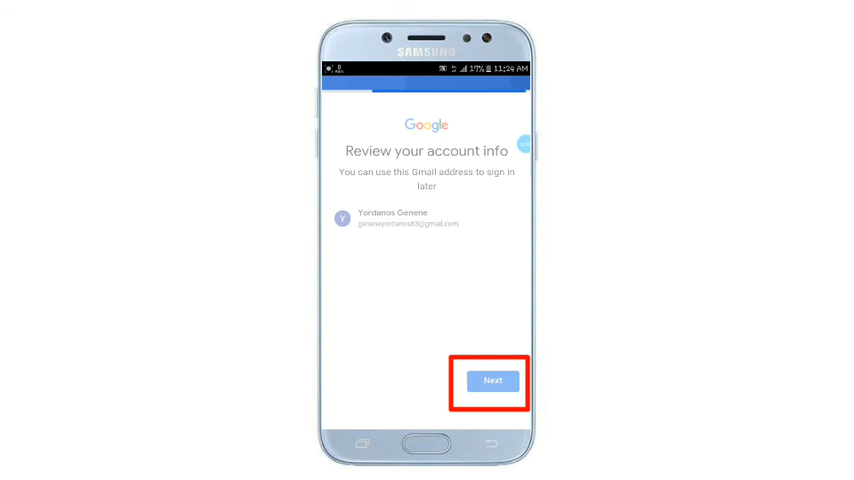 SAMSUNG
17% 11:24 AM
Google
Review your account info
You can use this Gmail address to sign in
later
Y
Yordanos Genene
geneneyordanos63@gmail.com
Next